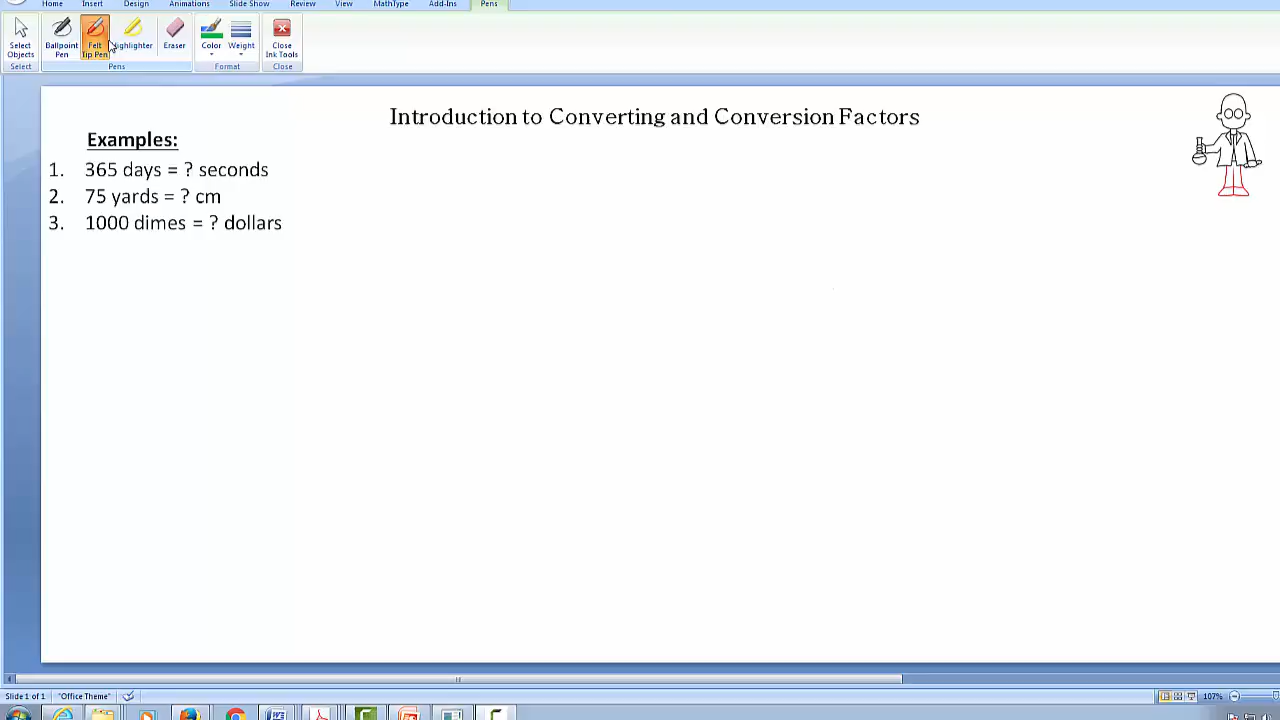 Home Insert Design Animations Slide Show Review View MathType Add-Ins Pens
Select Objects Ballpoint Pen Felt Tip Pen Highlighter Eraser Color Weight Close Ink Tools
Select Pens Format Close
Introduction to Converting and Conversion Factors
Examples:
1. 365 days = ? seconds
2. 75 yards = ? cm
3. 1000 dimes = ? dollars
Slide 1 of 1 "Office Theme" 107%